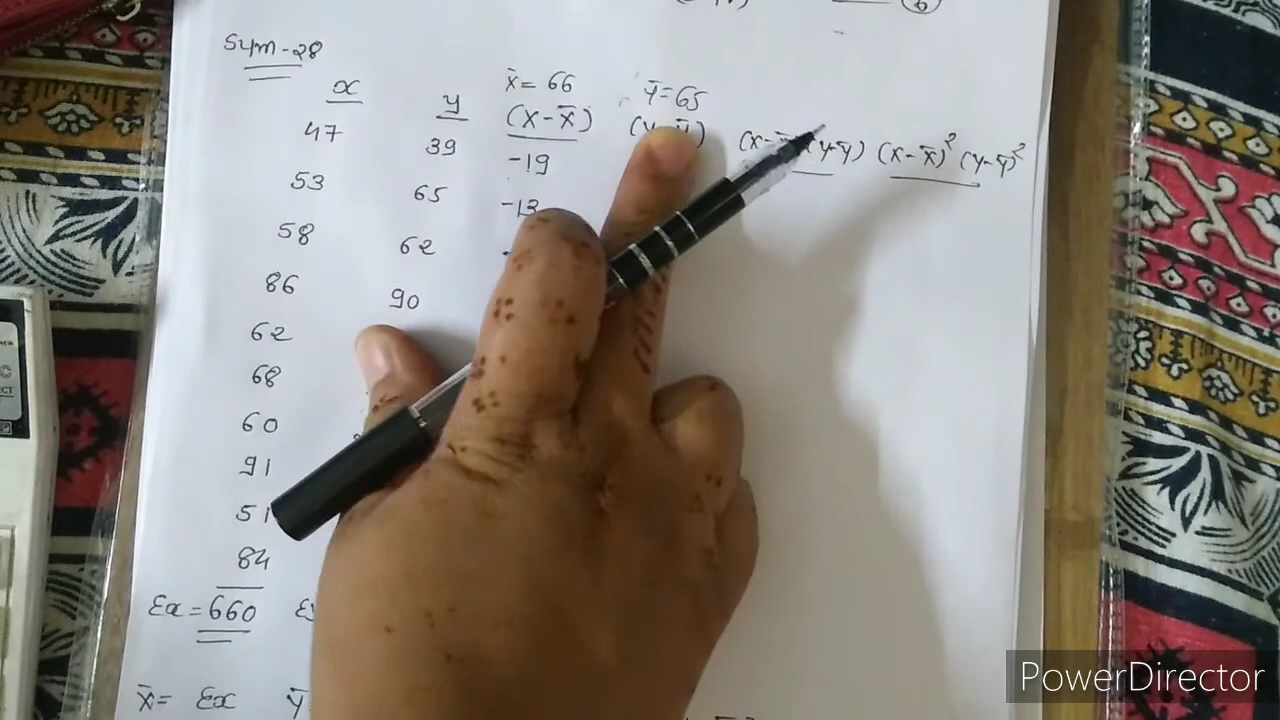 Sum-28
x y x̄ = 66 ȳ = 65
(x-x̄) (y-ȳ) (x-x̄)(y-ȳ) (x-x̄)² (y-ȳ)²
47 39 -19
53 65 -13
58 62
86 90
62
68
60
91
51
84
Σx = 660
x̄ = Σx ȳ
PowerDirector